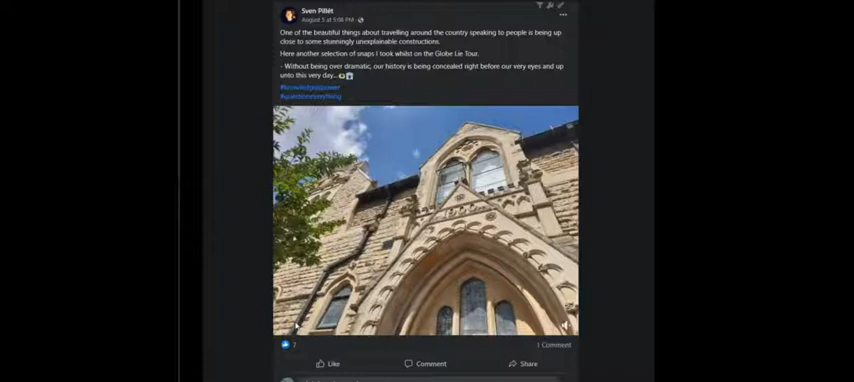 Sven Pillét
August 5 at 5:08 PM
One of the beautiful things about travelling around the country speaking to people is being up
close to some stunningly unexplainable constructions.
Here another selection of snaps I took whilst on the Globe Lie Tour.
- Without being over dramatic, our history is being concealed right before our very eyes and up
unto this very day...
#knowledgeispower
#questioneverything
7
1 Comment
Like
Comment
Share